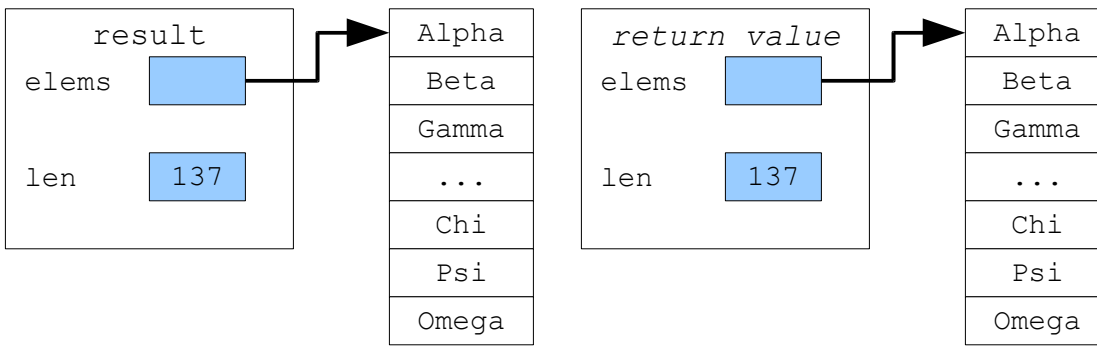 result
elems
len 137
Alpha
Beta
Gamma
...
Chi
Psi
Omega
return value
elems
len 137
Alpha
Beta
Gamma
...
Chi
Psi
Omega